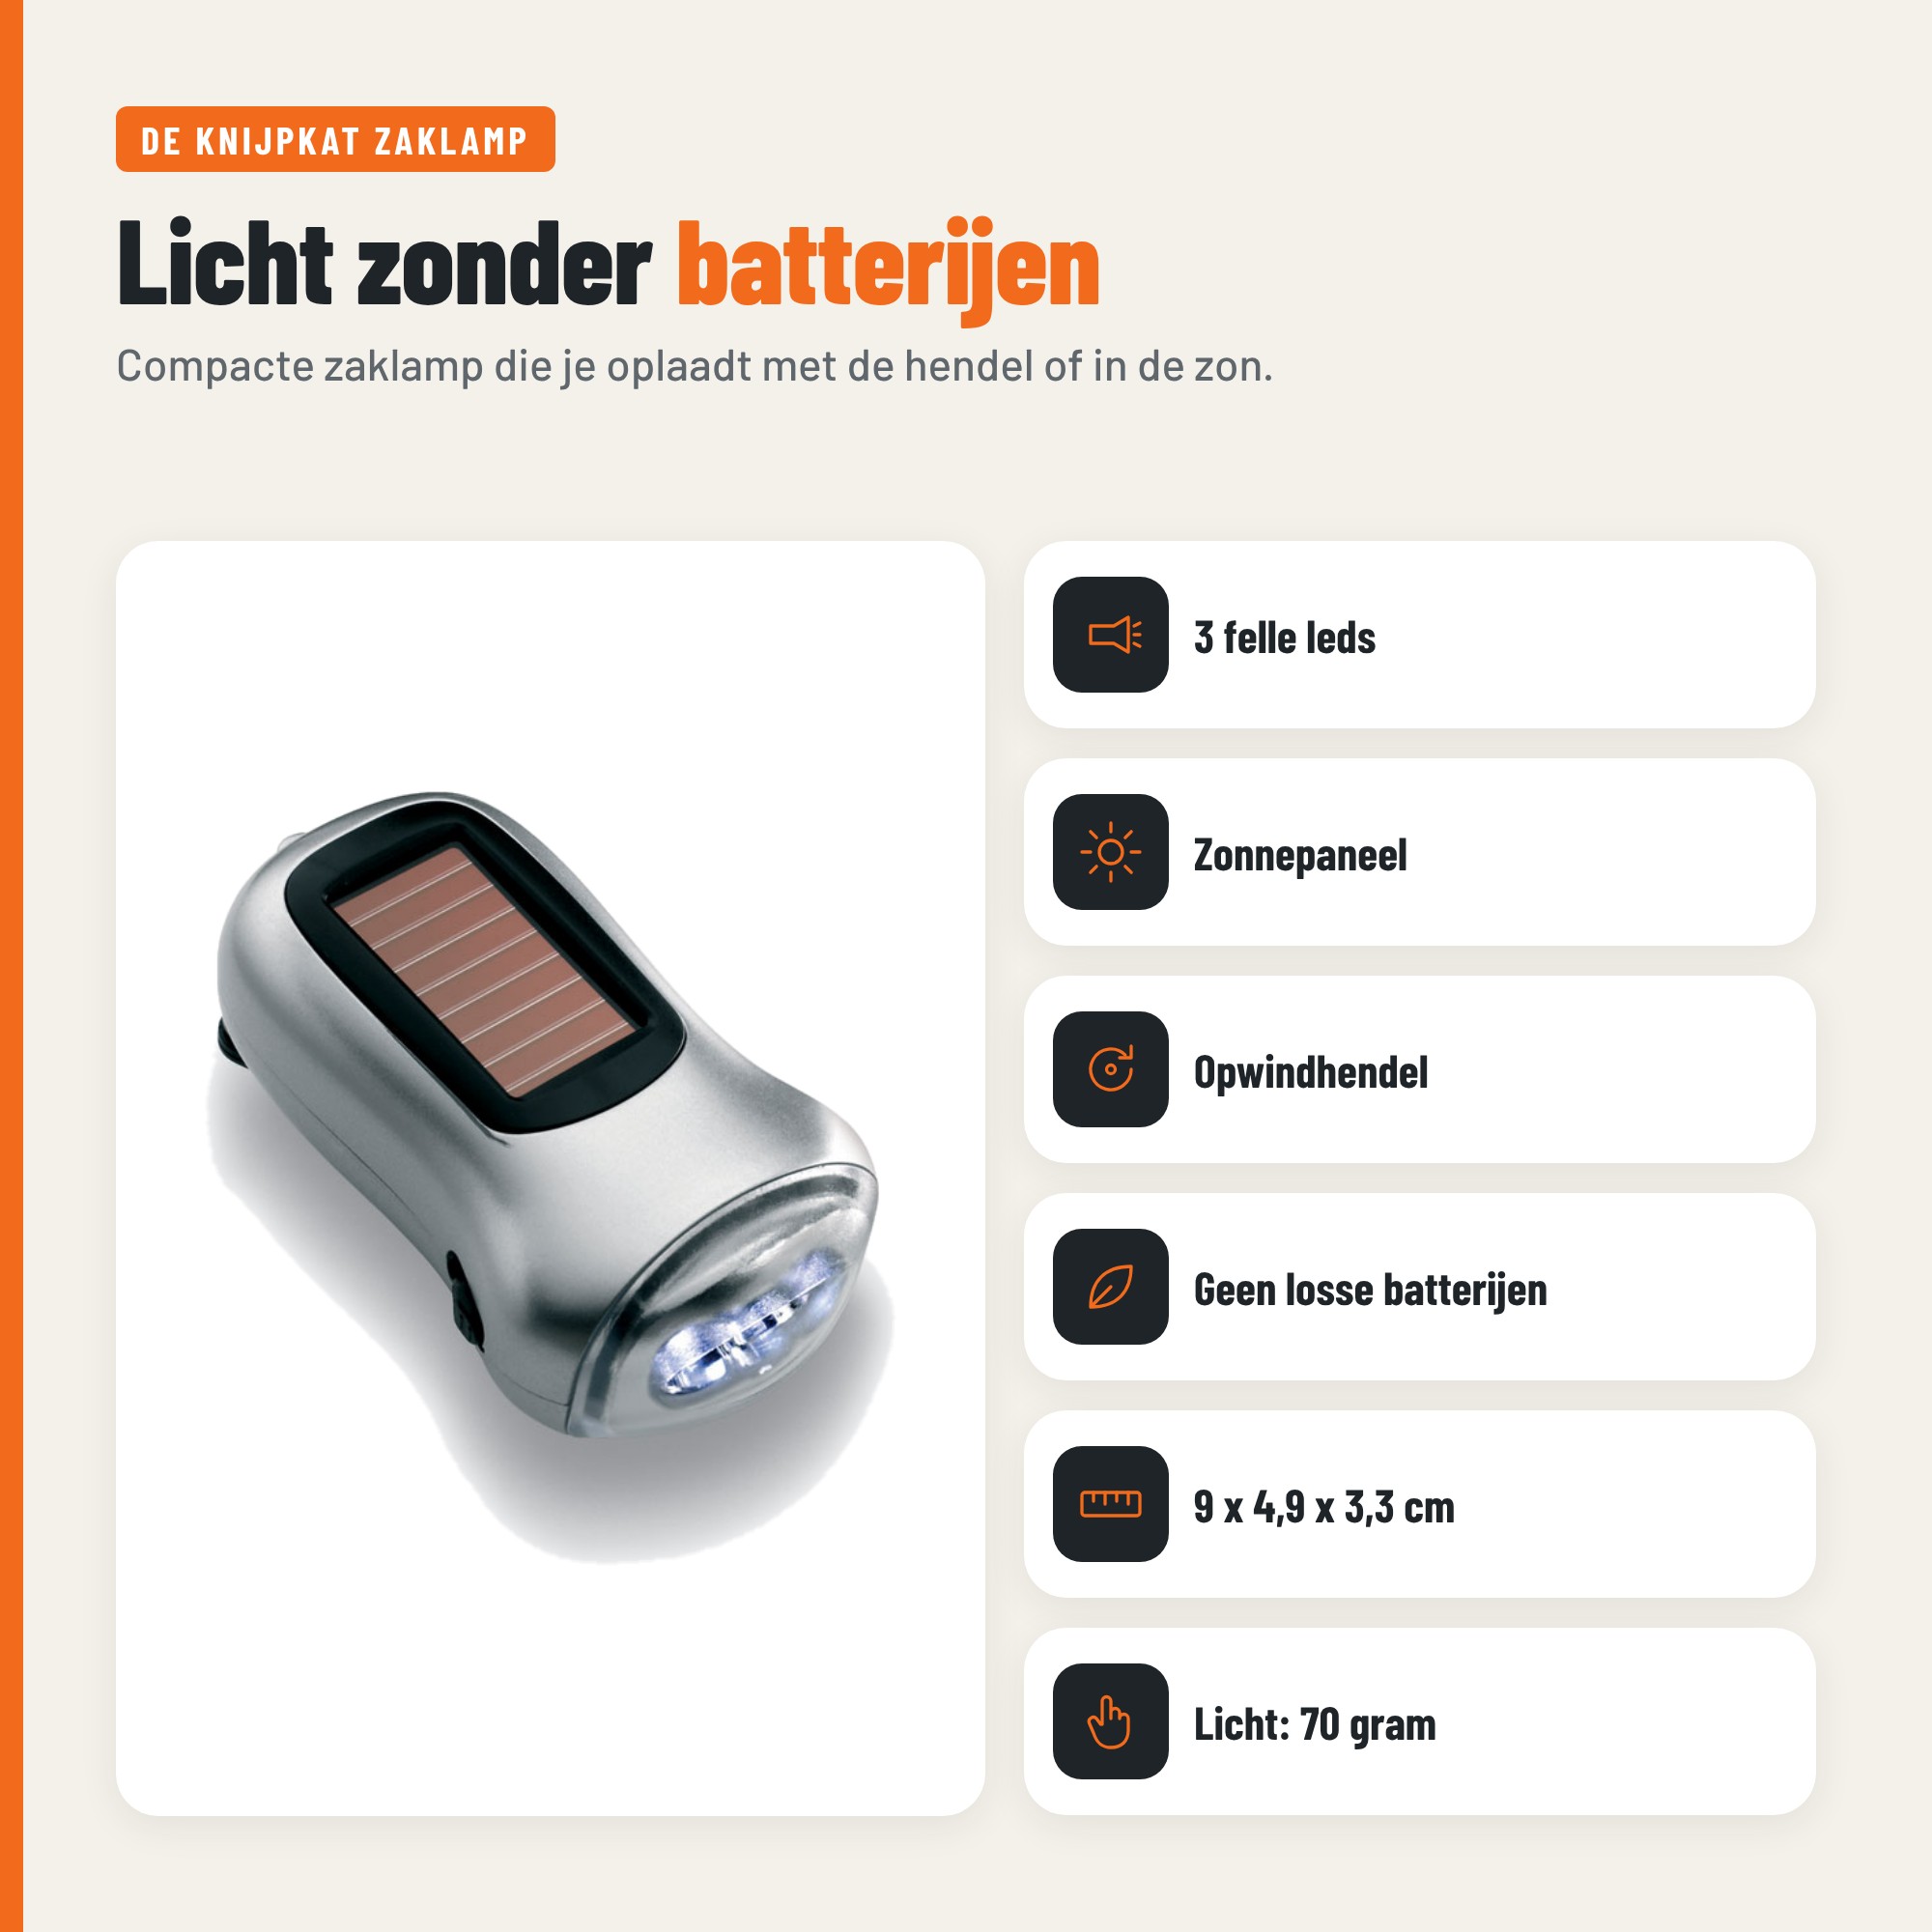 DE KNIJPKAT ZAKLAMP
Licht zonder batterijen
Compacte zaklamp die je oplaadt met de hendel of in de zon.
3 felle leds
Zonnepaneel
Opwindhendel
Geen losse batterijen
9 x 4,9 x 3,3 cm
Licht: 70 gram